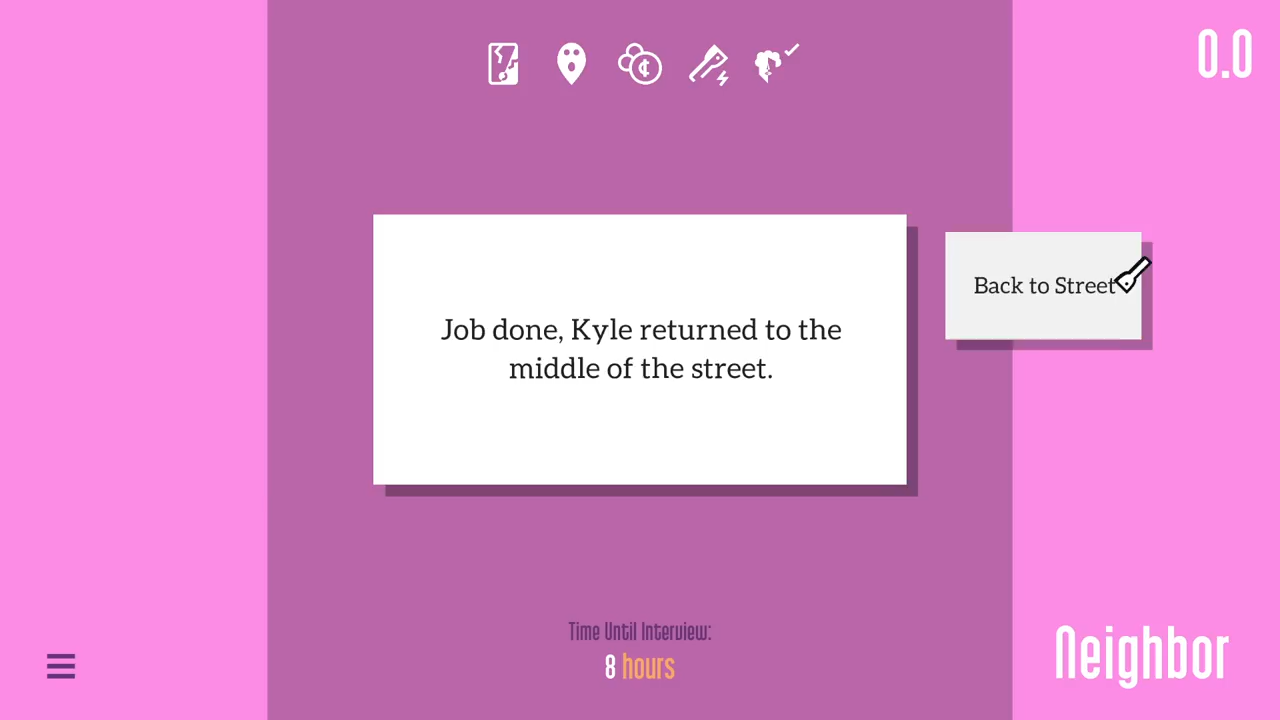 0.0
Job done, Kyle returned to the
middle of the street.
Back to Street
Time Until Interview:
8 hours
Neighbor